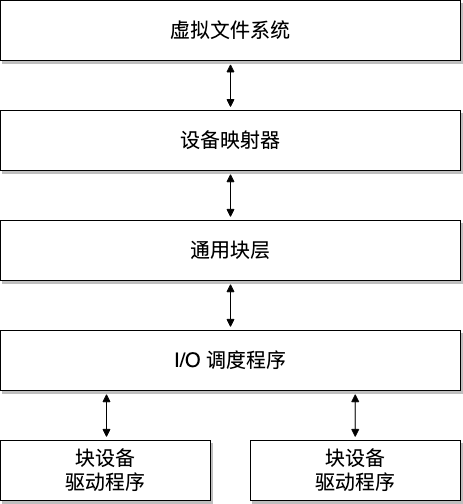 虚拟文件系统
设备映射器
通用块层
I/O 调度程序
块设备
驱动程序
块设备
驱动程序